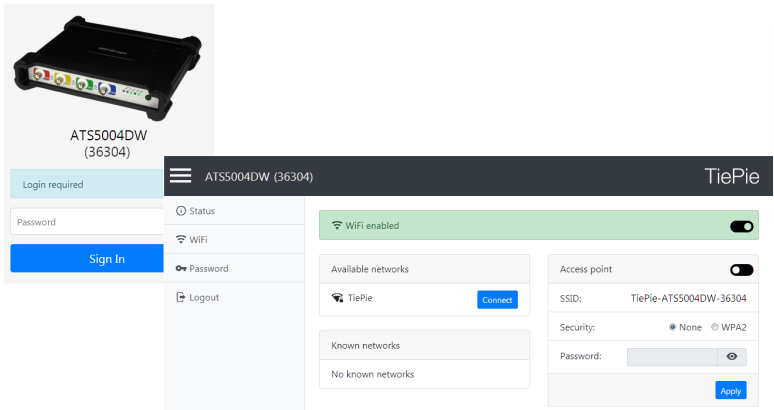 ATS5004DW
(36304)
Login required
Password
Sign In
ATS5004DW (36304)
TiePie
Status
WiFi
Password
Logout
WiFi enabled
Available networks
TiePie
Connect
Known networks
No known networks
Access point
SSID: TiePie-ATS5004DW-36304
Security: None WPA2
Password:
Apply